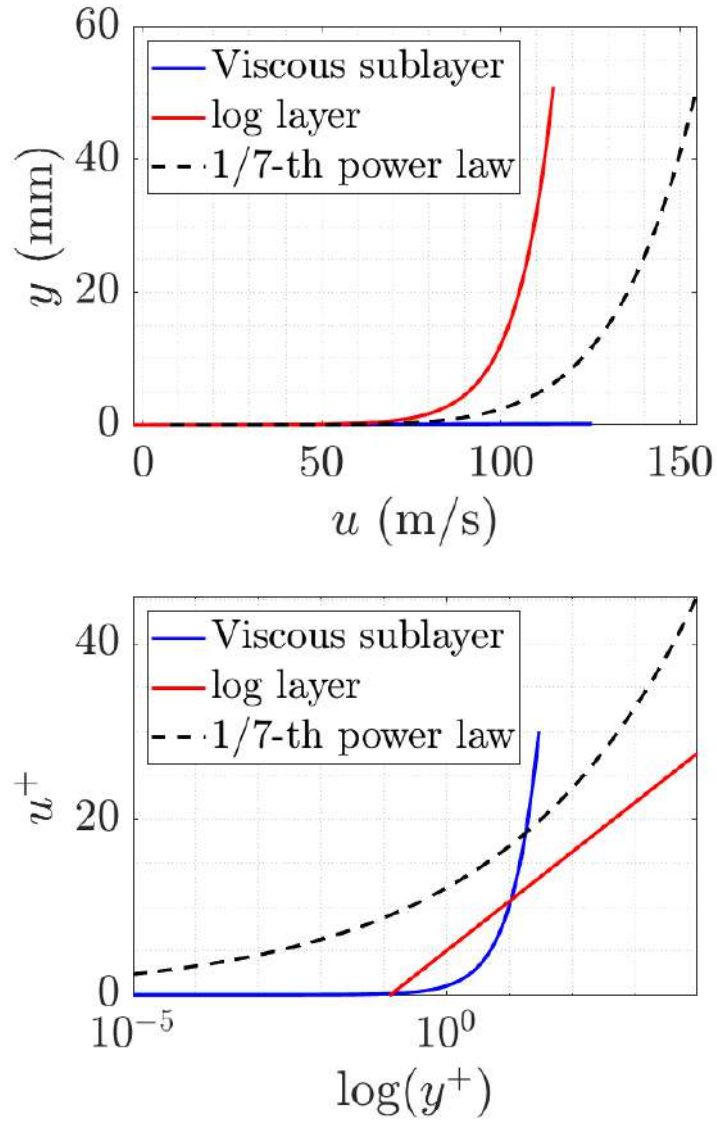 60
40
20
0
y (mm)
Viscous sublayer
log layer
1/7-th power law
0 50 100 150
u (m/s)
40
20
0
u⁺
Viscous sublayer
log layer
1/7-th power law
10⁻⁵ 10⁰
log(y⁺)